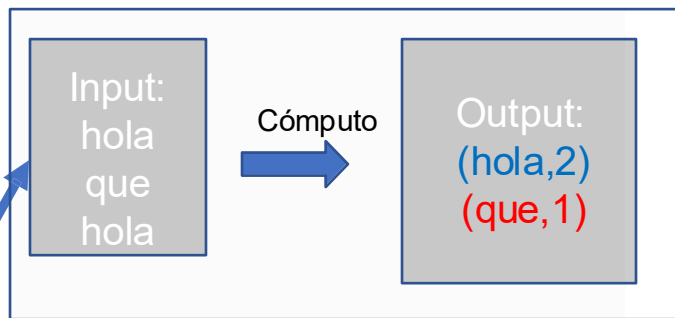 Input:
hola
que
hola
Cómputo
Output:
(hola,2)
(que,1)